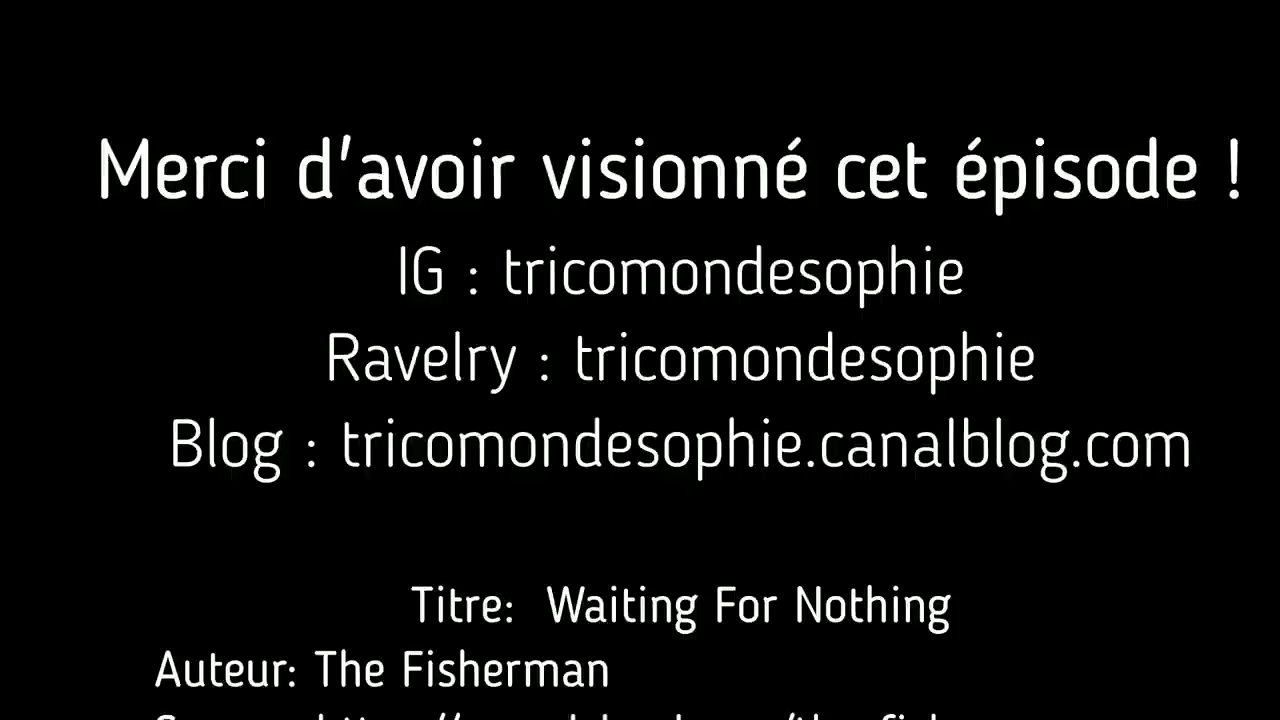 Merci d'avoir visionné cet épisode !
IG : tricomondesophie
Ravelry : tricomondesophie
Blog : tricomondesophie.canalblog.com
Titre: Waiting For Nothing
Auteur: The Fisherman